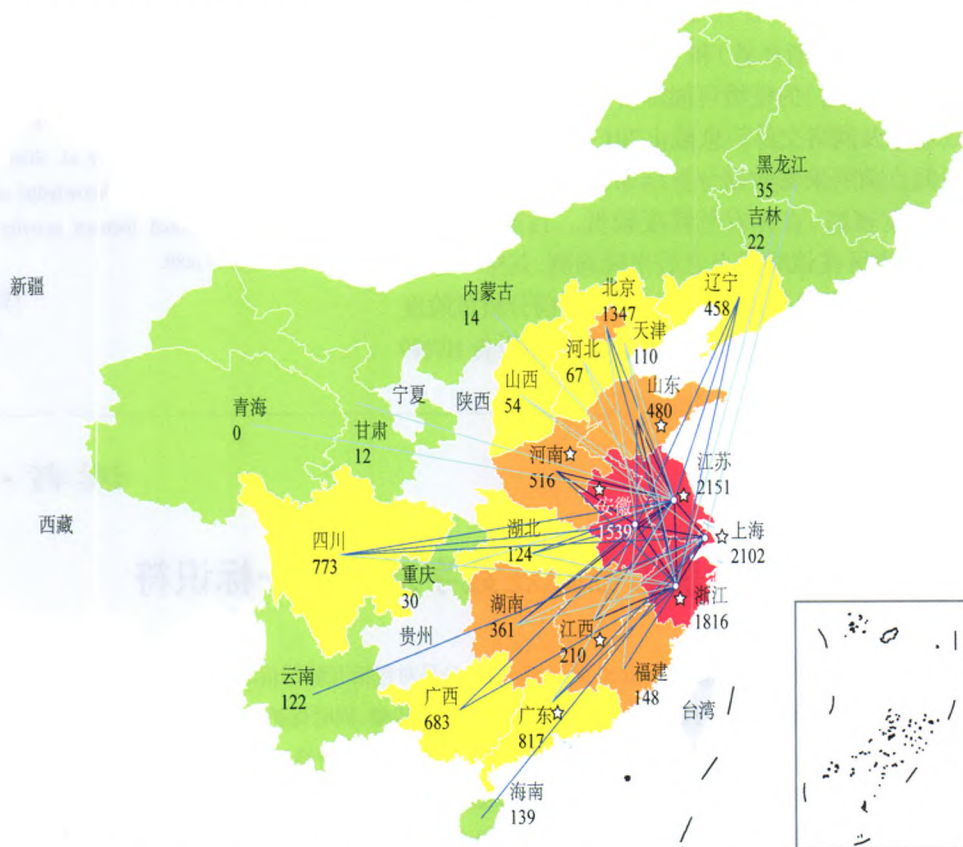 黑龙江
35
吉林
22
新疆
内蒙古
14
北京
1347
辽宁
458
天津
110
河北
67
山西
54
宁夏
陕西
山东
480
青海
0
甘肃
12
河南
516
江苏
2151
西藏
安徽
1539
上海
2102
四川
773
湖北
124
重庆
30
浙江
1816
湖南
361
江西
210
贵州
福建
148
云南
122
广西
683
广东
817
台湾
海南
139